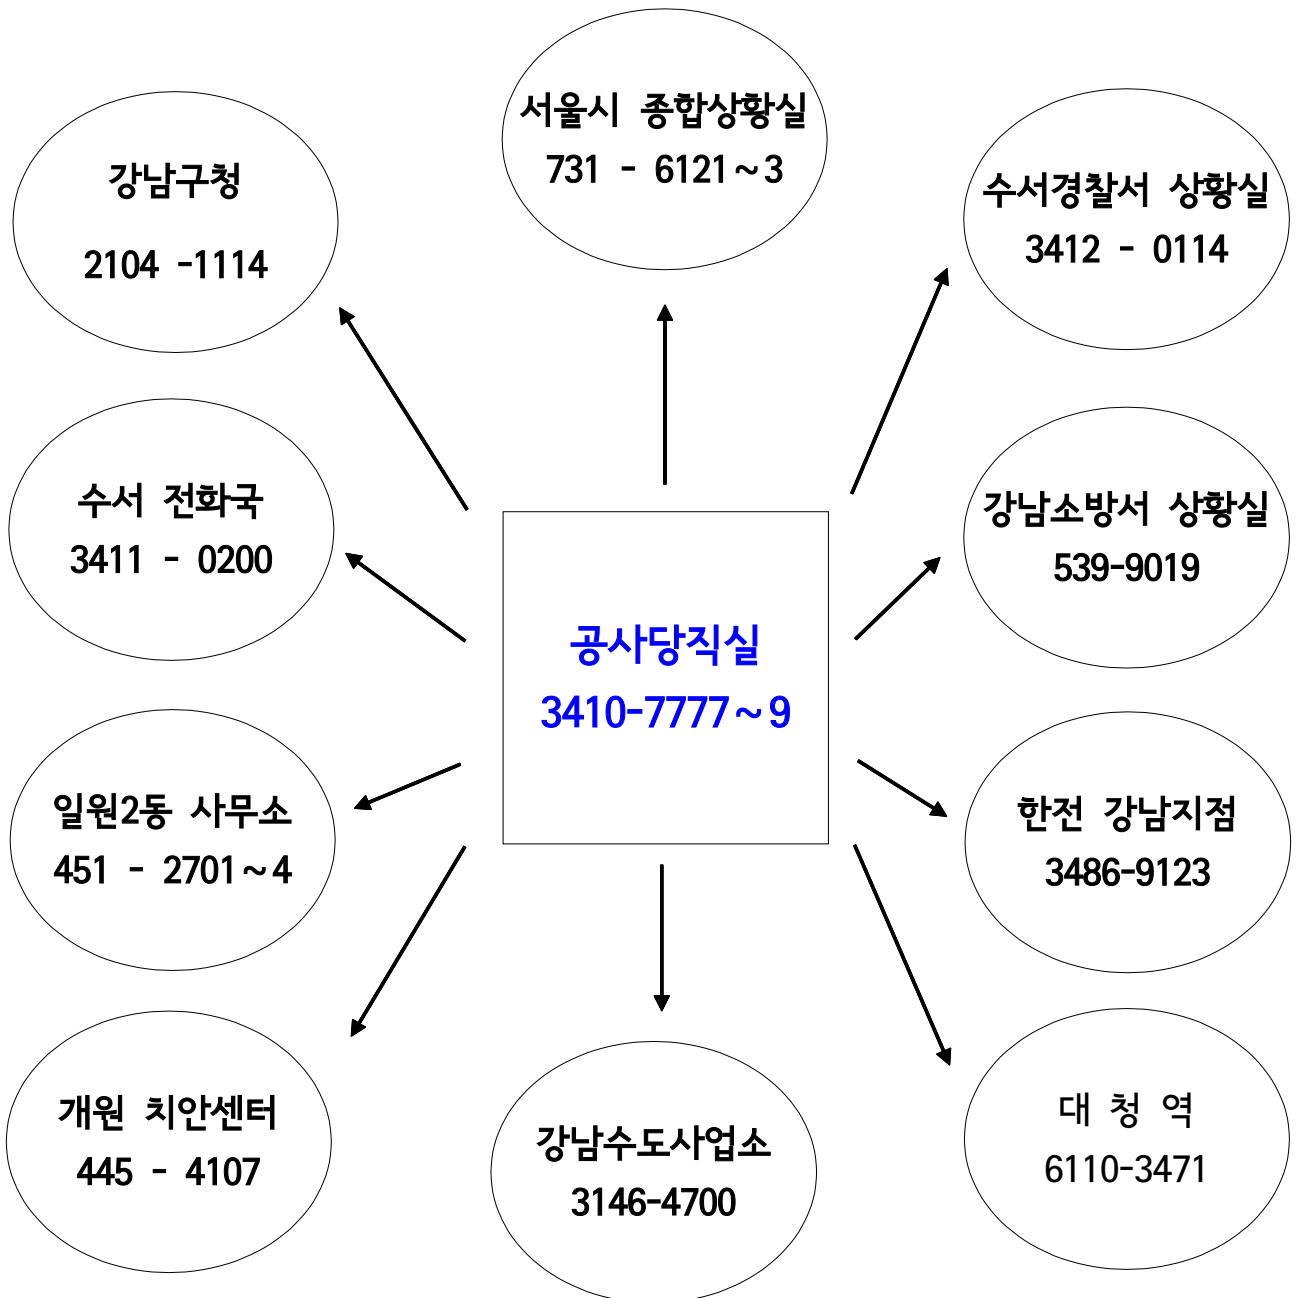 서울시 종합상황실
731 - 6121~3
강남구청
2104 -1114
수서경찰서 상황실
3412 - 0114
수서 전화국
3411 - 0200
강남소방서 상황실
539-9019
공사당직실
3410-7777~9
일원2동 사무소
451 - 2701~4
한전 강남지점
3486-9123
개원 치안센터
445 - 4107
강남수도사업소
3146-4700
대 청 역
6110-3471